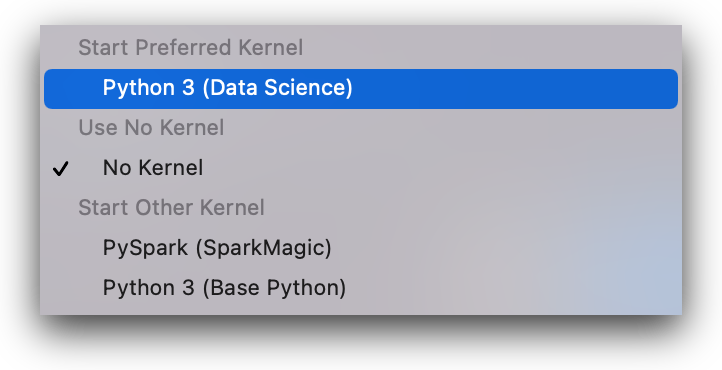 Start Preferred Kernel
Python 3 (Data Science)
Use No Kernel
No Kernel
Start Other Kernel
PySpark (SparkMagic)
Python 3 (Base Python)